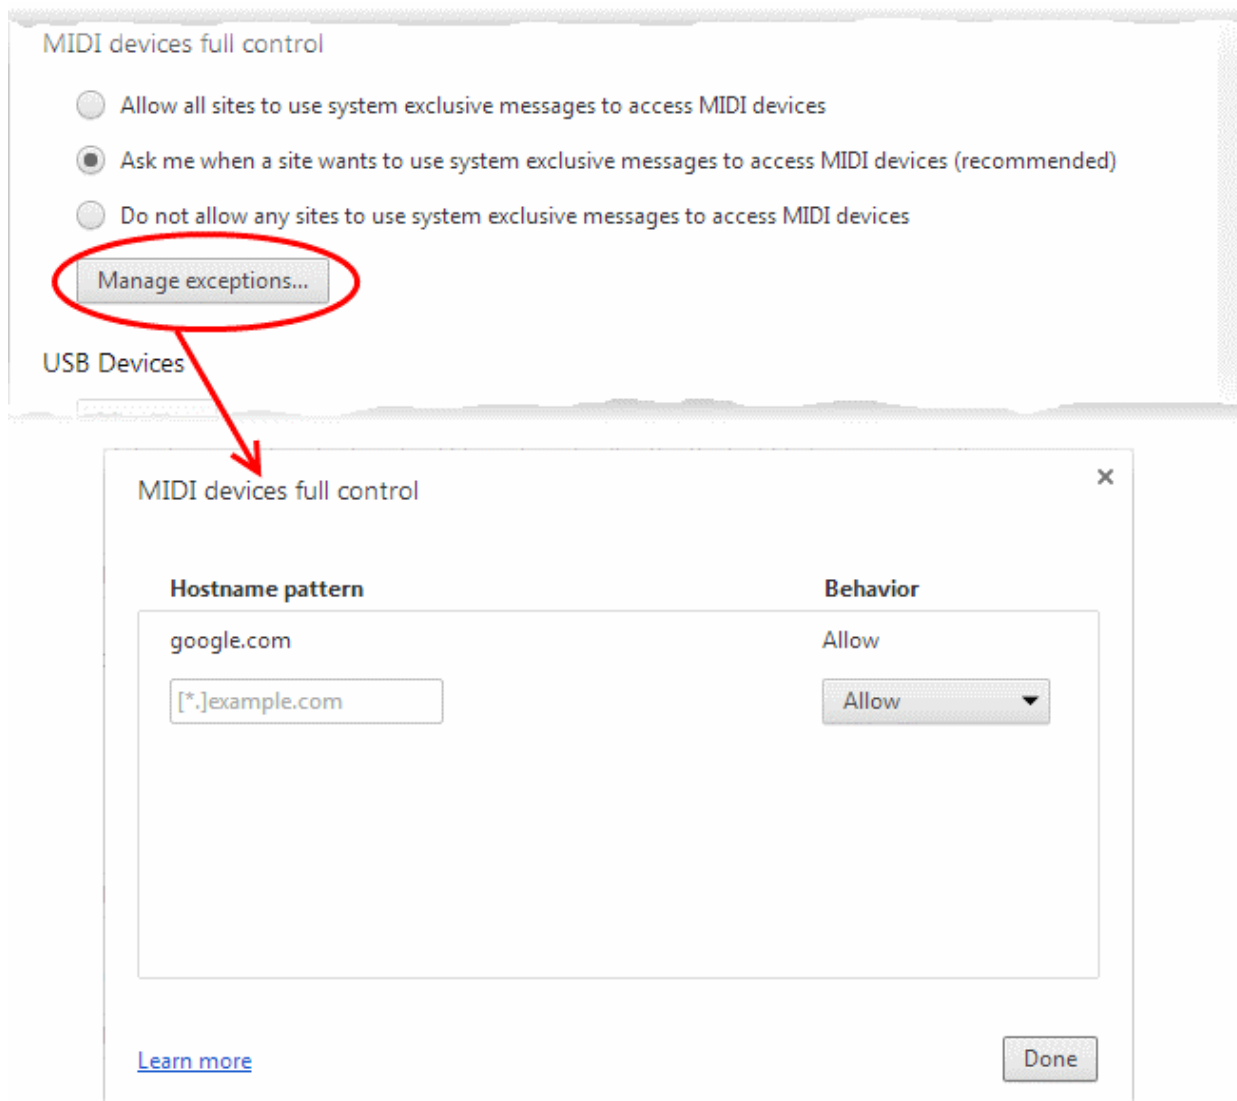 MIDI devices full control
Allow all sites to use system exclusive messages to access MIDI devices
Ask me when a site wants to use system exclusive messages to access MIDI devices (recommended)
Do not allow any sites to use system exclusive messages to access MIDI devices
Manage exceptions...
USB Devices
MIDI devices full control
×
Hostname pattern Behavior
google.com Allow
[*.]example.com Allow
Learn more Done